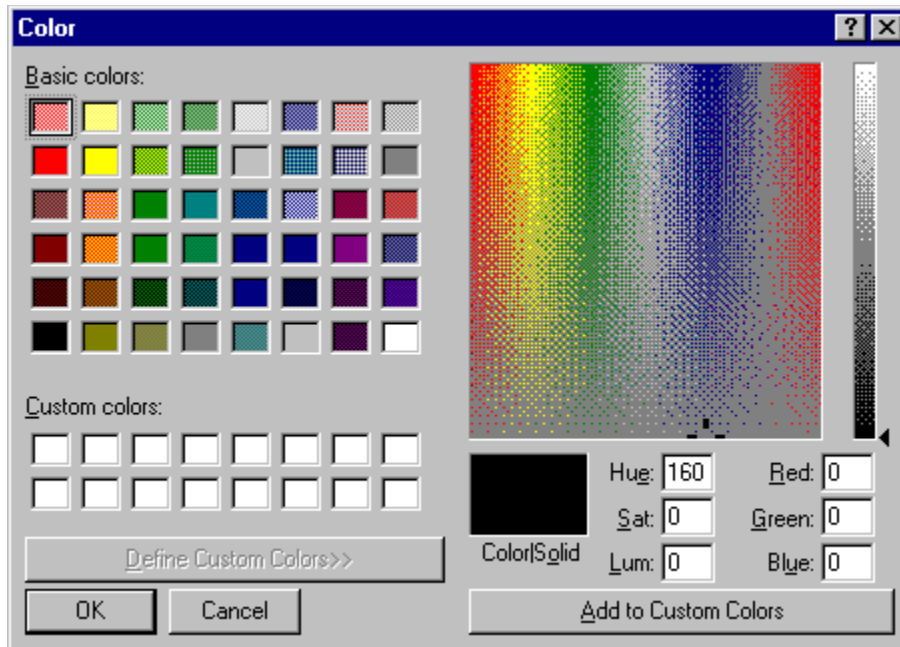 Color
Basic colors:
Custom colors:
Define Custom Colors>>
OK Cancel
Color|Solid
Hue: 160 Red: 0
Sat: 0 Green: 0
Lum: 0 Blue: 0
Add to Custom Colors